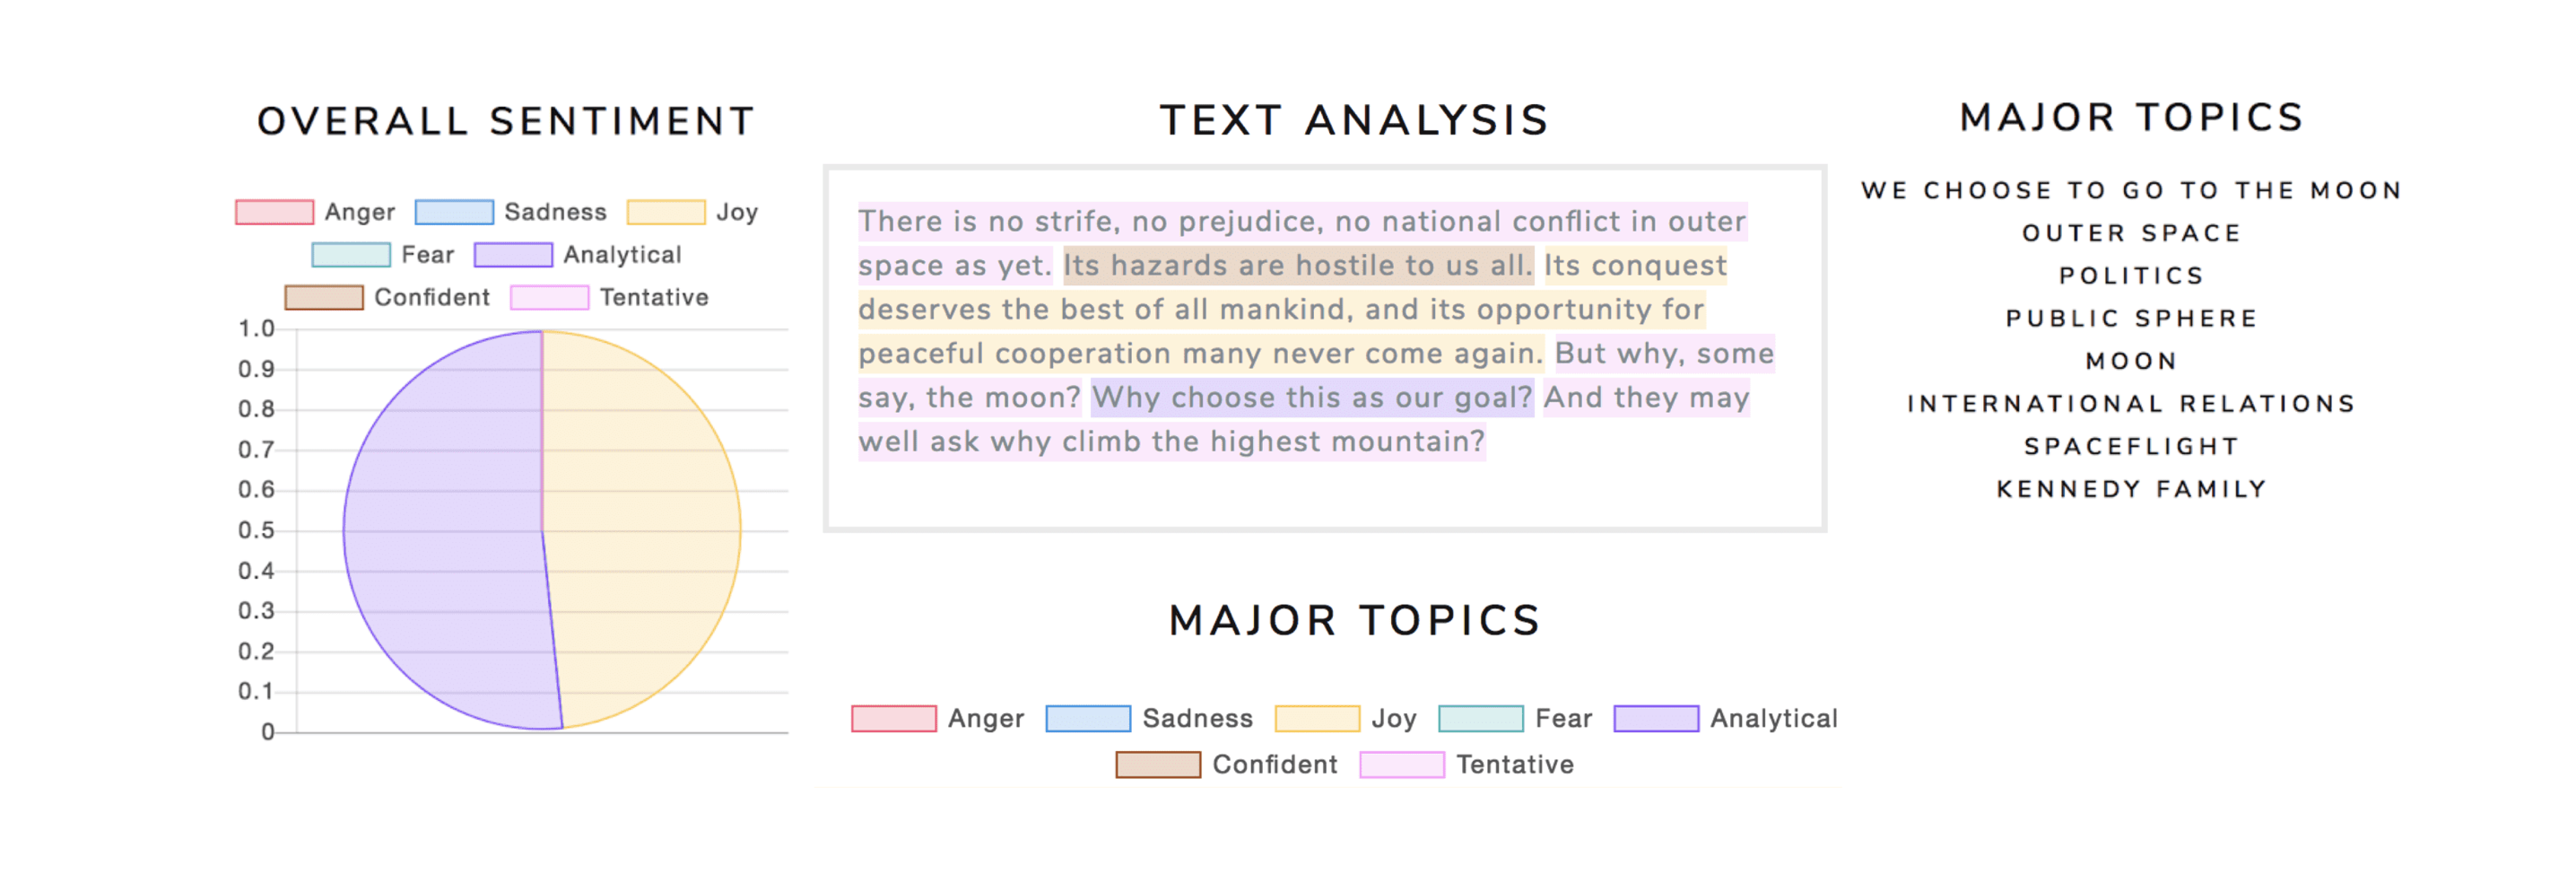 OVERALL SENTIMENT
Anger Sadness Joy
Fear Analytical
Confident Tentative
1.0
0.9
0.8
0.7
0.6
0.5
0.4
0.3
0.2
0.1
0
TEXT ANALYSIS
There is no strife, no prejudice, no national conflict in outer
space as yet. Its hazards are hostile to us all. Its conquest
deserves the best of all mankind, and its opportunity for
peaceful cooperation many never come again. But why, some
say, the moon? Why choose this as our goal? And they may
well ask why climb the highest mountain?
MAJOR TOPICS
Anger Sadness Joy Fear Analytical
Confident Tentative
MAJOR TOPICS
WE CHOOSE TO GO TO THE MOON
OUTER SPACE
POLITICS
PUBLIC SPHERE
MOON
INTERNATIONAL RELATIONS
SPACEFLIGHT
KENNEDY FAMILY